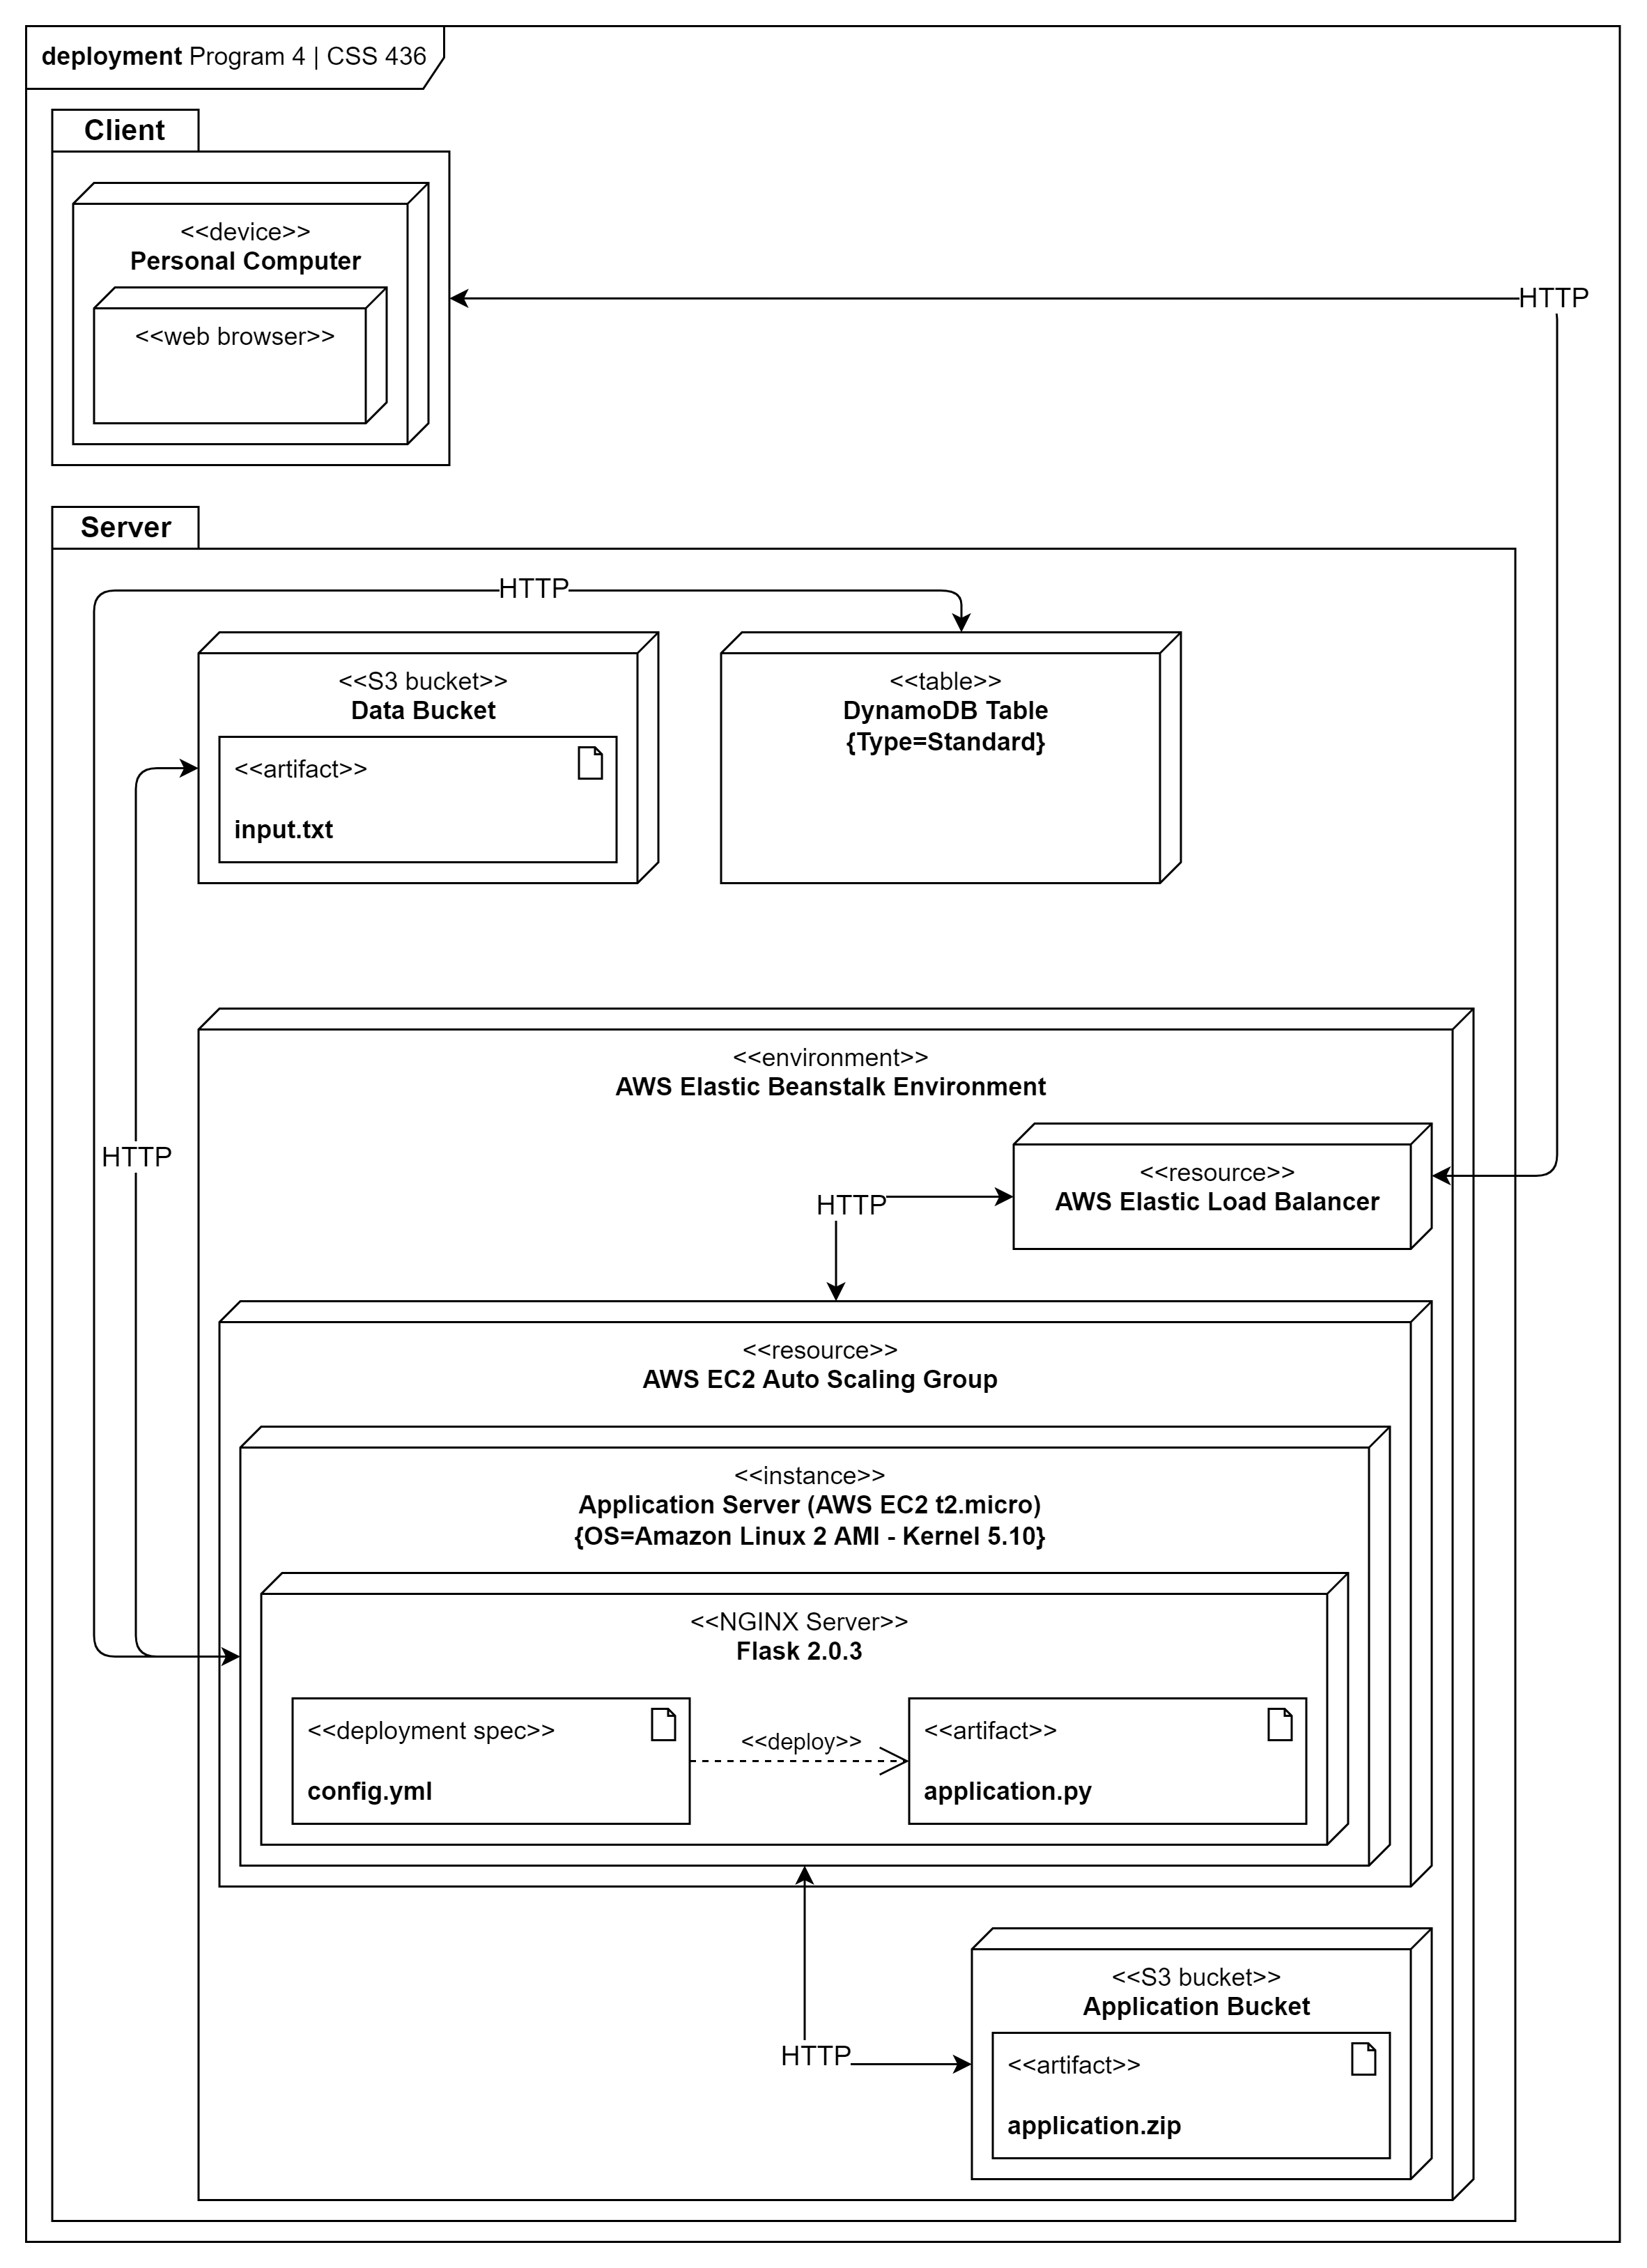 deployment Program 4 | CSS 436
Client
<<device>>
Personal Computer
<<web browser>>
HTTP
Server
HTTP
<<S3 bucket>>
Data Bucket
<<artifact>>
input.txt
<<table>>
DynamoDB Table
{Type=Standard}
HTTP
<<environment>>
AWS Elastic Beanstalk Environment
<<resource>>
AWS Elastic Load Balancer
HTTP
<<resource>>
AWS EC2 Auto Scaling Group
<<instance>>
Application Server (AWS EC2 t2.micro)
{OS=Amazon Linux 2 AMI - Kernel 5.10}
<<NGINX Server>>
Flask 2.0.3
<<deployment spec>>
config.yml
<<deploy>>
<<artifact>>
application.py
HTTP
<<S3 bucket>>
Application Bucket
<<artifact>>
application.zip